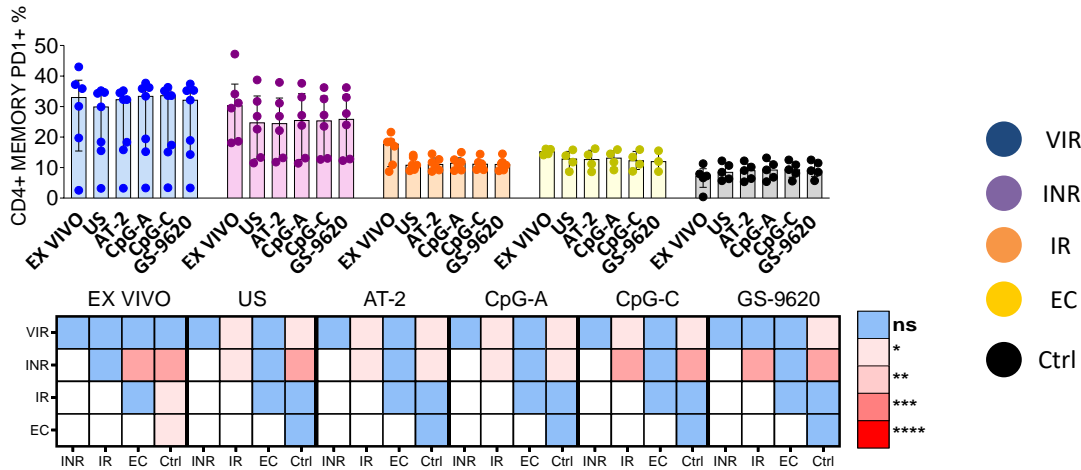 CD4+ MEMORY PD1+ %
50
40
30
20
10
0
EX VIVO US AT-2 CpG-A CpG-C GS-9620
EX VIVO US AT-2 CpG-A CpG-C GS-9620
EX VIVO US AT-2 CpG-A CpG-C GS-9620
EX VIVO US AT-2 CpG-A CpG-C GS-9620
EX VIVO US AT-2 CpG-A CpG-C GS-9620
VIR
INR
IR
EC
Ctrl
EX VIVO US AT-2 CpG-A CpG-C GS-9620
VIR
INR
IR
EC
INR IR EC Ctrl INR IR EC Ctrl INR IR EC Ctrl INR IR EC Ctrl INR IR EC Ctrl INR IR EC Ctrl
ns
*
**
***
****